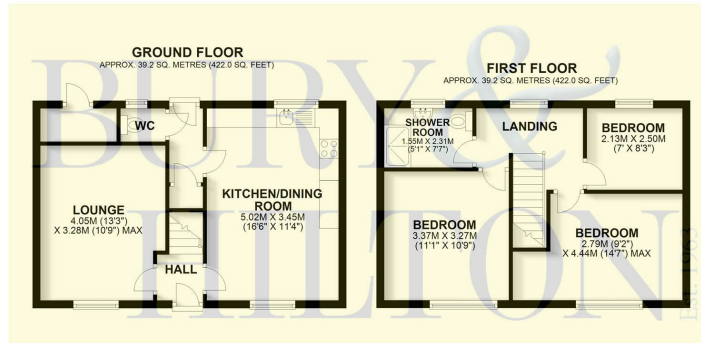 GROUND FLOOR
APPROX. 39.2 SQ. METRES (422.0 SQ. FEET)
WC
LOUNGE
4.05M (13'3")
X 3.28M (10'9") MAX
KITCHEN/DINING
ROOM
5.02M X 3.45M
(16'6" X 11'4")
HALL
FIRST FLOOR
APPROX. 39.2 SQ. METRES (422.0 SQ. FEET)
SHOWER
ROOM
1.55M X 2.31M
(5'1" X 7'7")
LANDING
BEDROOM
2.13M X 2.50M
(7' X 8'3")
BEDROOM
3.37M X 3.27M
(11'1" X 10'9")
BEDROOM
2.79M (9'2")
X 4.44M (14'7") MAX
BURY &
HILTON
Est. 1963